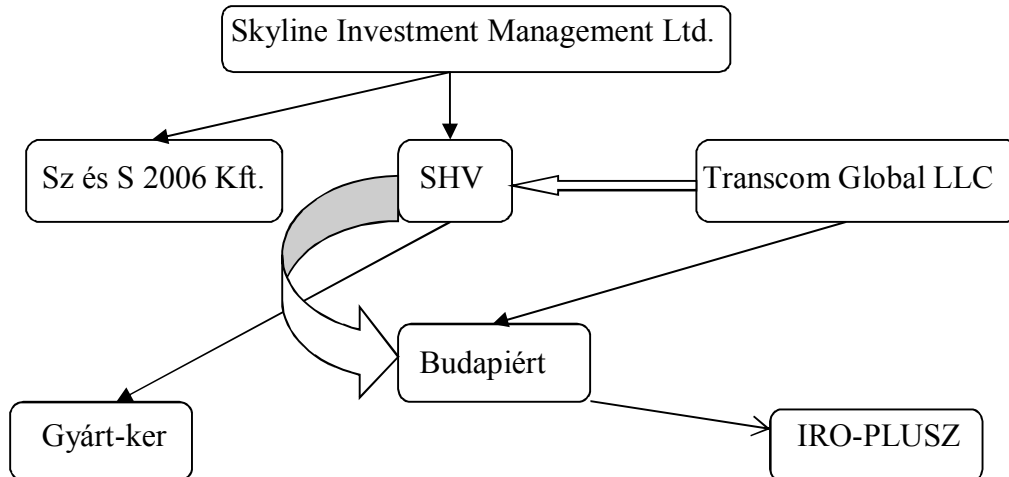 Skyline Investment Management Ltd.
Sz és S 2006 Kft.
SHV
Transcom Global LLC
Budapiért
Gyárt-ker
IRO-PLUSZ